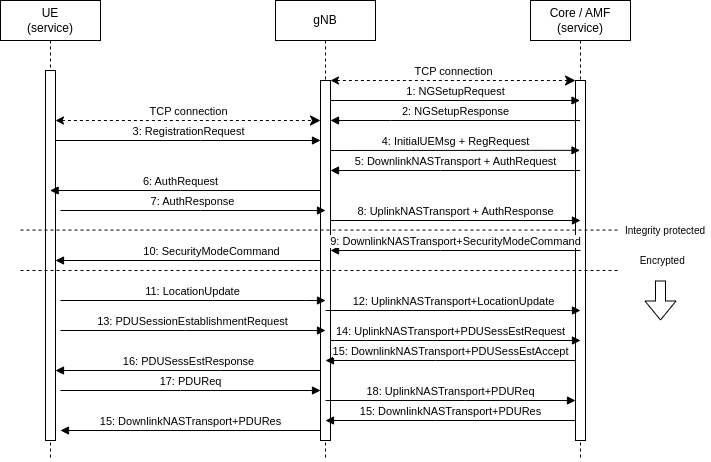 UE
(service)
gNB
Core / AMF
(service)
TCP connection
1: NGSetupRequest
TCP connection
2: NGSetupResponse
3: RegistrationRequest
4: InitialUEMsg + RegRequest
5: DownlinkNASTransport + AuthRequest
6: AuthRequest
7: AuthResponse
8: UplinkNASTransport + AuthResponse
Integrity protected
9: DownlinkNASTransport+SecurityModeCommand
10: SecurityModeCommand
Encrypted
11: LocationUpdate
12: UplinkNASTransport+LocationUpdate
13: PDUSessionEstablishmentRequest
14: UplinkNASTransport+PDUSessEstRequest
15: DownlinkNASTransport+PDUSessEstAccept
16: PDUSessEstResponse
17: PDUReq
18: UplinkNASTransport+PDUReq
15: DownlinkNASTransport+PDURes
15: DownlinkNASTransport+PDURes